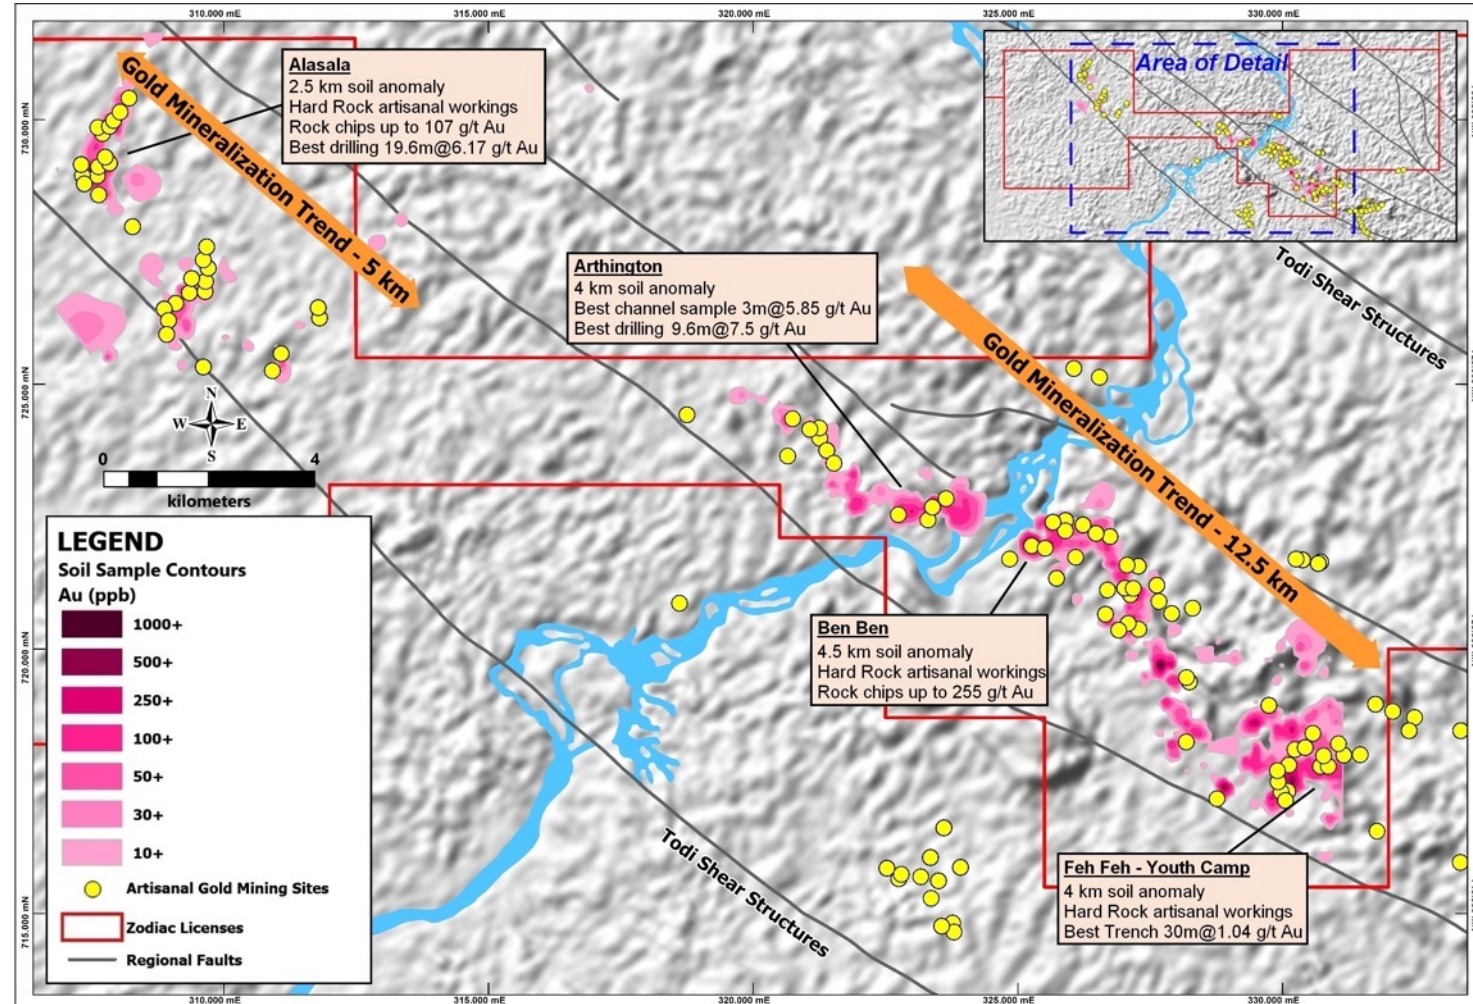 310.000 mE
315.000 mE
320.000 mE
325.000 mE
330.000 mE
730.000 mN
725.000 mN
720.000 mN
715.000 mN
Gold Mineralization Trend - 5 km
Alasala
2.5 km soil anomaly
Hard Rock artisanal workings
Rock chips up to 107 g/t Au
Best drilling 19.6m@6.17 g/t Au
Area of Detail
Todi Shear Structures
Arthington
4 km soil anomaly
Best channel sample 3m@5.85 g/t Au
Best drilling 9.6m@7.5 g/t Au
Gold Mineralization Trend - 12.5 km
N
W
E
S
0
4
kilometers
Ben Ben
4.5 km soil anomaly
Hard Rock artisanal workings
Rock chips up to 255 g/t Au
Feh Feh - Youth Camp
4 km soil anomaly
Hard Rock artisanal workings
Best Trench 30m@1.04 g/t Au
Todi Shear Structures
LEGEND
Soil Sample Contours
Au (ppb)
1000+
500+
250+
100+
50+
30+
10+
Artisanal Gold Mining Sites
Zodiac Licenses
Regional Faults
310.000 mE
315.000 mE
320.000 mE
325.000 mE
330.000 mE